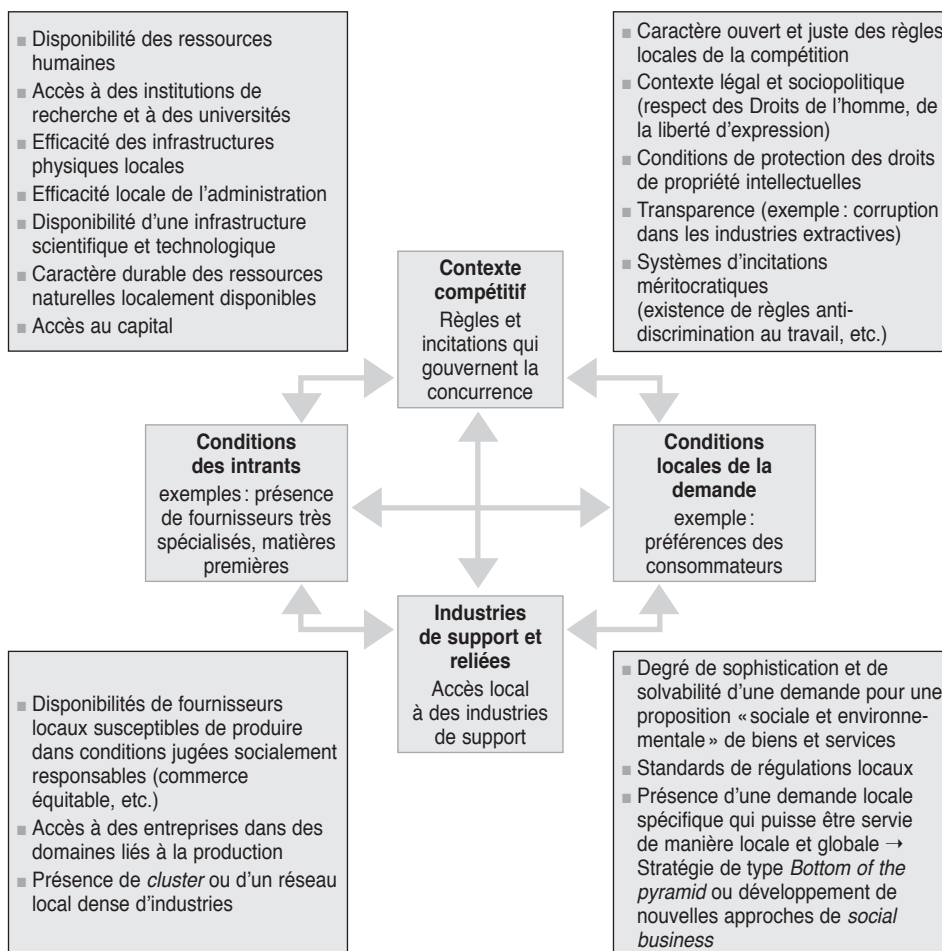 ■ Disponibilité des ressources
humaines
■ Accès à des institutions de
recherche et à des universités
■ Efficacité des infrastructures
physiques locales
■ Efficacité locale de l’administration
■ Disponibilité d’une infrastructure
scientifique et technologique
■ Caractère durable des ressources
naturelles localement disponibles
■ Accès au capital
■ Caractère ouvert et juste des règles
locales de la compétition
■ Contexte légal et sociopolitique
(respect des Droits de l’homme, de
la liberté d’expression)
■ Conditions de protection des droits
de propriété intellectuelles
■ Transparence (exemple : corruption
dans les industries extractives)
■ Systèmes d’incitations
méritocratiques
(existence de règles anti-
discrimination au travail, etc.)
Contexte
compétitif
Règles et
incitations qui
gouvernent la
concurrence
Conditions
des intrants
exemples : présence
de fournisseurs très
spécialisés, matières
premières
Conditions
locales de la
demande
exemple :
préférences des
consommateurs
Industries
de support et
reliées
Accès local
à des industries
de support
■ Disponibilités de fournisseurs
locaux susceptibles de produire
dans conditions jugées socialement
responsables (commerce
équitable, etc.)
■ Accès à des entreprises dans des
domaines liés à la production
■ Présence de cluster ou d’un réseau
local dense d’industries
■ Degré de sophistication et de
solvabilité d’une demande pour une
proposition « sociale et environne-
mentale » de biens et services
■ Standards de régulations locaux
■ Présence d’une demande locale
spécifique qui puisse être servie
de manière locale et globale →
Stratégie de type Bottom of the
pyramid ou développement de
nouvelles approches de social
business